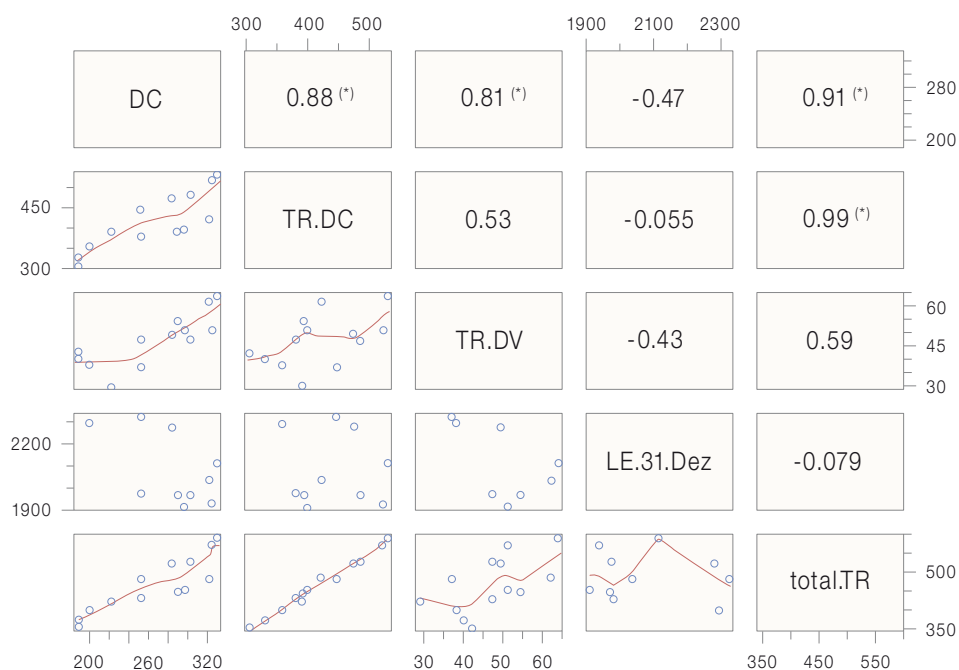 300 400 500 1900 2100 2300
DC 0.88 (*) 0.81 (*) -0.47 0.91 (*)
280
200
TR.DC 0.53 -0.055 0.99 (*)
450
300
TR.DV -0.43 0.59
60
45
30
LE.31.Dez -0.079
2200
1900
total.TR
500
350
200 260 320 30 40 50 60 350 450 550